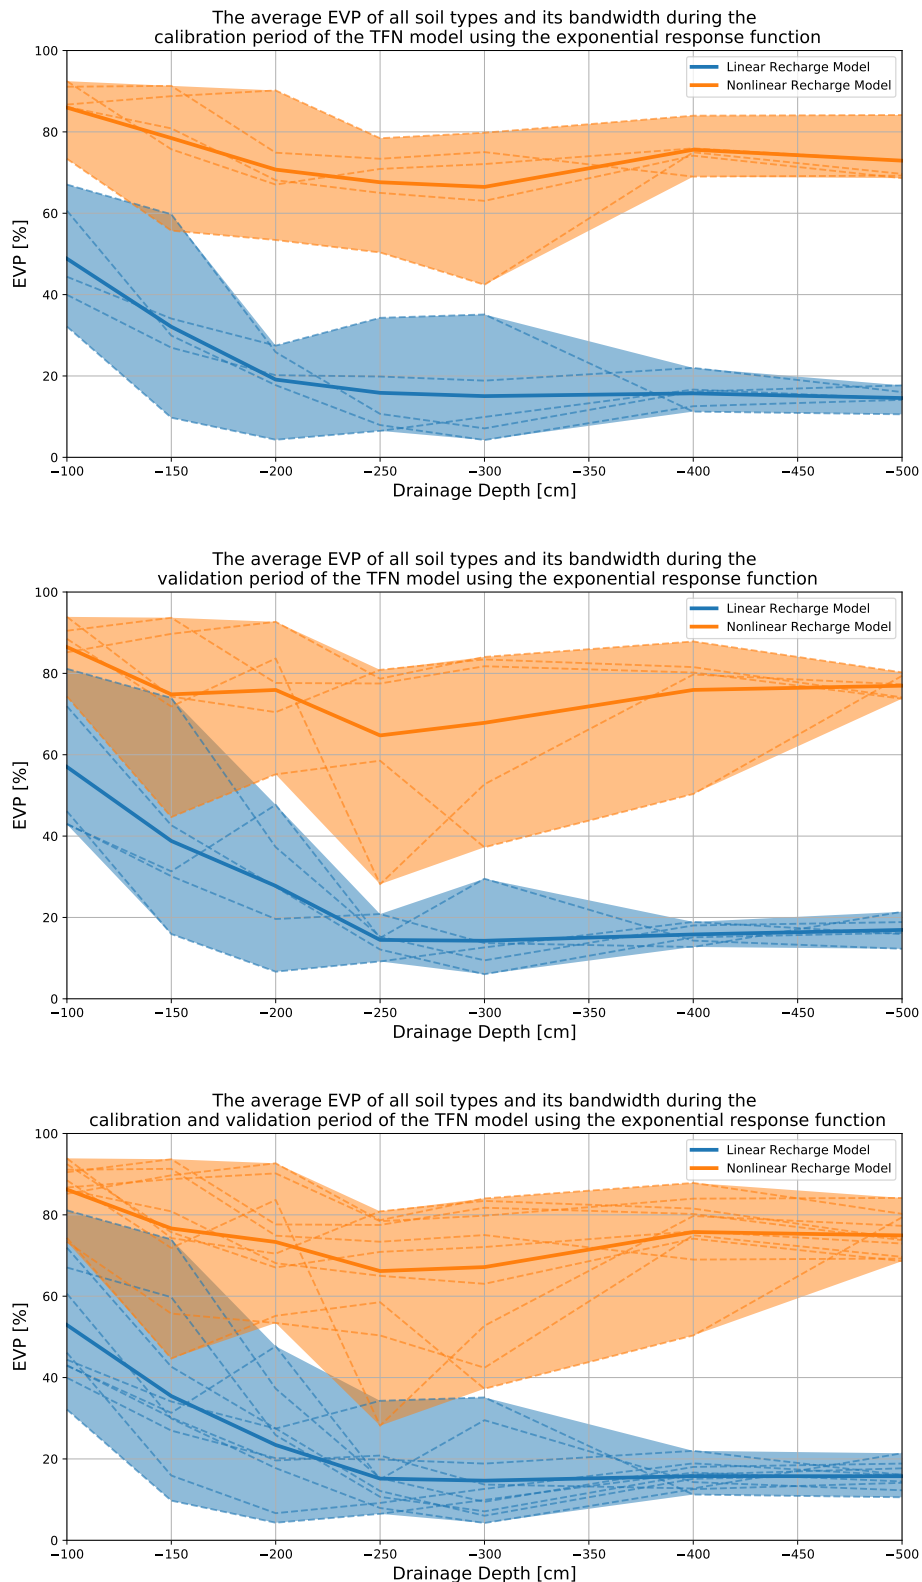 The average EVP of all soil types and its bandwidth during the
calibration period of the TFN model using the exponential response function
100
80
60
40
20
0
EVP [%]
Linear Recharge Model
Nonlinear Recharge Model
−100 −150 −200 −250 −300 −350 −400 −450 −500
Drainage Depth [cm]
The average EVP of all soil types and its bandwidth during the
validation period of the TFN model using the exponential response function
100
80
60
40
20
0
EVP [%]
Linear Recharge Model
Nonlinear Recharge Model
−100 −150 −200 −250 −300 −350 −400 −450 −500
Drainage Depth [cm]
The average EVP of all soil types and its bandwidth during the
calibration and validation period of the TFN model using the exponential response function
100
80
60
40
20
0
EVP [%]
Linear Recharge Model
Nonlinear Recharge Model
−100 −150 −200 −250 −300 −350 −400 −450 −500
Drainage Depth [cm]